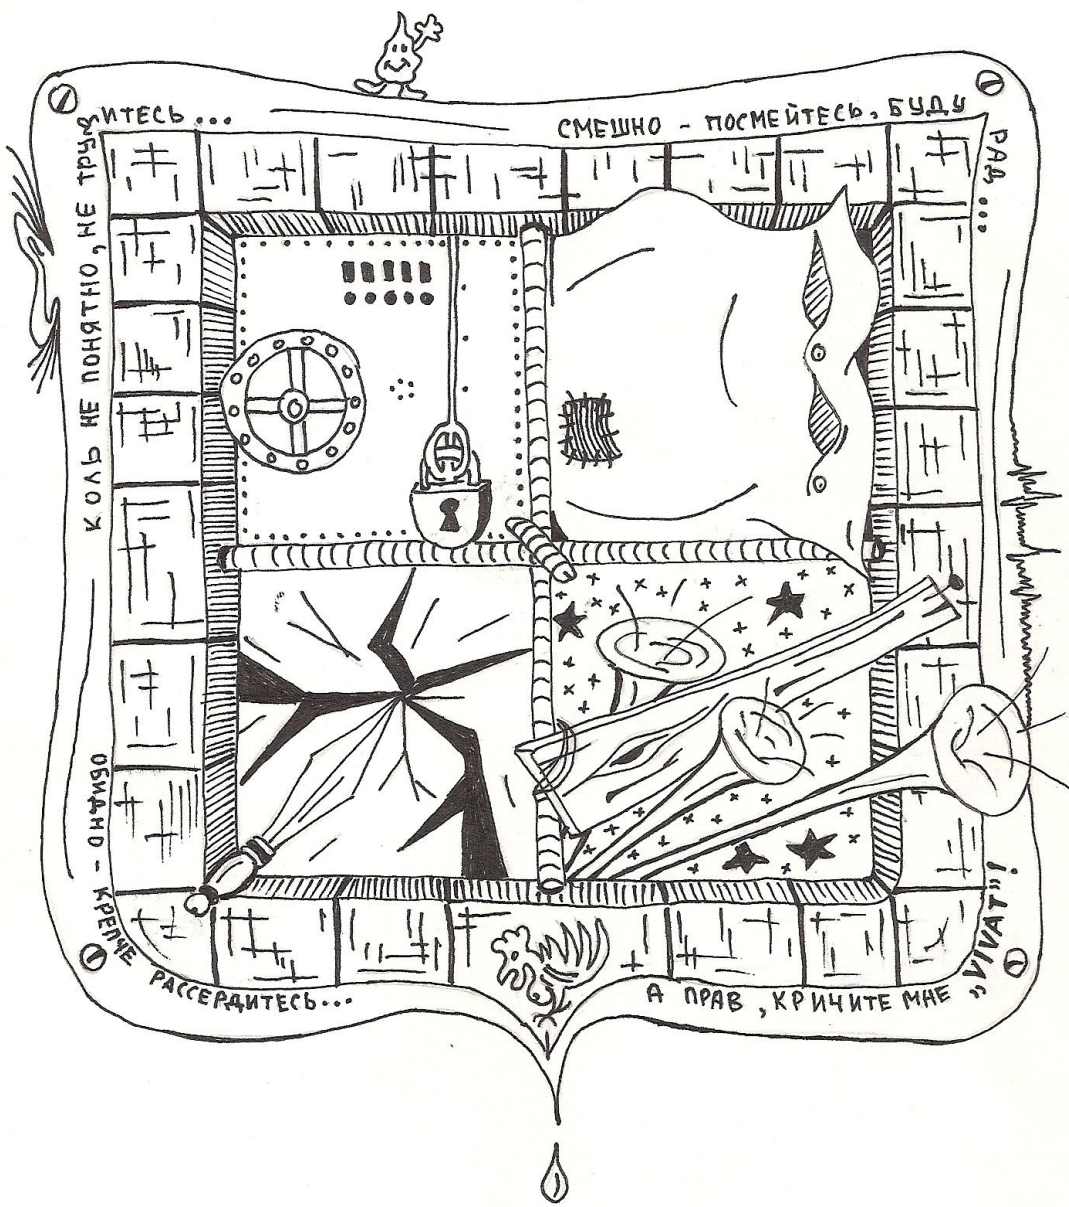 КОЛЬ НЕ ПОНЯТНО, НЕ ТРУДИТЕСЬ...
СМЕШНО - ПОСМЕЙТЕСЬ, БУДУ РАД...
ОБИДНО - КРЕПЧЕ РАССЕРДИТЕСЬ...
А ПРАВ, КРИЧИТЕ МНЕ „VIVAT"!